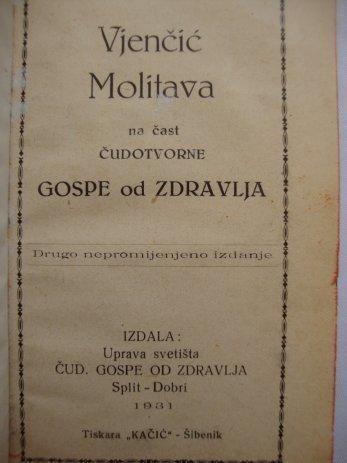 Vjenčić
Molitava
na čast
ČUDOTVORNE
GOSPE od ZDRAVLJA
Drugo nepromijenjeno izdanje
IZDALA:
Uprava svetišta
ČUD. GOSPE OD ZDRAVLJA
Split - Dobri
1931
Tiskara „KAČIĆ" - Šibenik